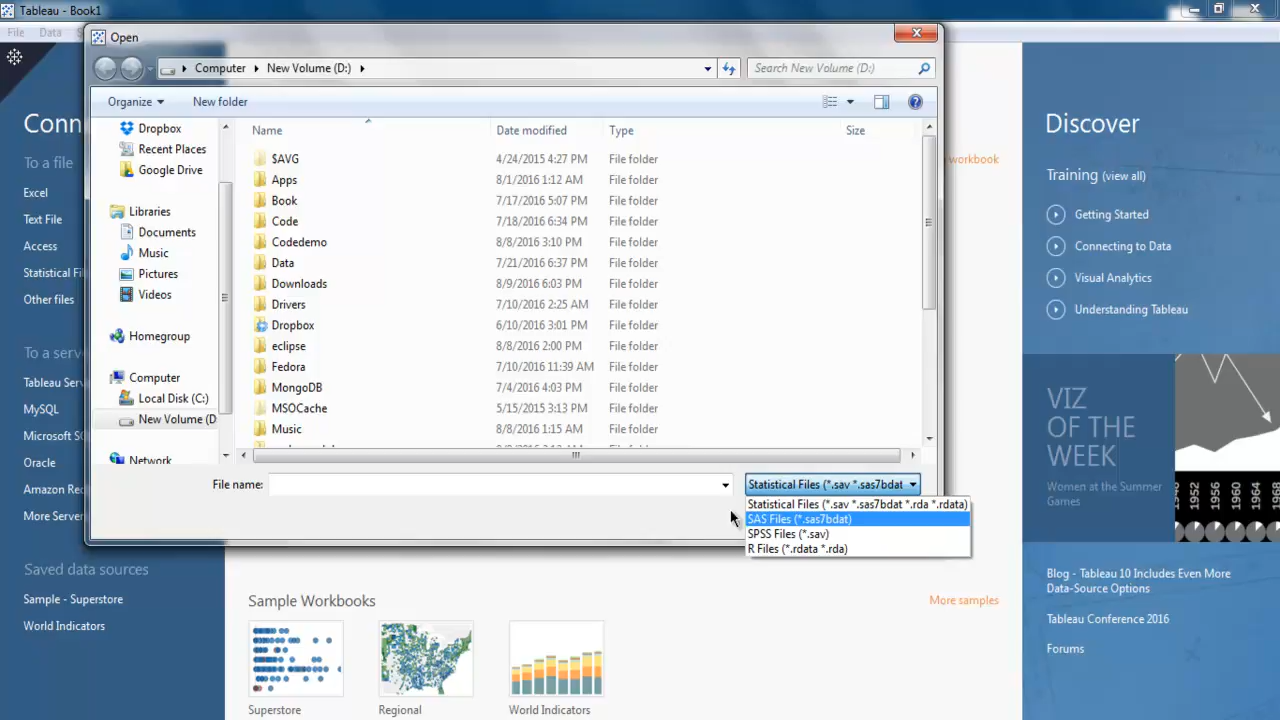 Tableau - Book1
File Data
Open
Computer New Volume (D:)
Search New Volume (D:)
Organize New folder
Name Date modified Type Size
Dropbox
Recent Places
Google Drive
Libraries
Documents
Music
Pictures
Videos
Homegroup
Computer
Local Disk (C:)
New Volume (D
Network
$AVG 4/24/2015 4:27 PM File folder
Apps 8/1/2016 1:12 AM File folder
Book 7/17/2016 5:07 PM File folder
Code 7/18/2016 6:34 PM File folder
Codedemo 8/8/2016 3:10 PM File folder
Data 7/21/2016 6:37 PM File folder
Downloads 8/9/2016 6:03 PM File folder
Drivers 7/10/2016 2:25 AM File folder
Dropbox 6/10/2016 3:01 PM File folder
eclipse 8/8/2016 2:00 PM File folder
Fedora 7/10/2016 11:39 AM File folder
MongoDB 7/4/2016 4:03 PM File folder
MSOCache 5/15/2015 3:13 PM File folder
Music 8/8/2016 1:15 AM File folder
File name:
Statistical Files (*.sav *.sas7bdat
Statistical Files (*.sav *.sas7bdat *.rda *.rdata)
SAS Files (*.sas7bdat)
SPSS Files (*.sav)
R Files (*.rdata *.rda)
Conn
To a file
Excel
Text File
Access
Statistical Fi
Other files
To a serve
Tableau Serv
MySQL
Microsoft SQ
Oracle
Amazon Red
More Server
Saved data sources
Sample - Superstore
World Indicators
workbook
Sample Workbooks
More samples
Superstore
Regional
World Indicators
Discover
Training (view all)
Getting Started
Connecting to Data
Visual Analytics
Understanding Tableau
VIZ
OF THE
WEEK
Women at the Summer
Games
1952
1956
1960
1964
Blog - Tableau 10 Includes Even More
Data-Source Options
Tableau Conference 2016
Forums